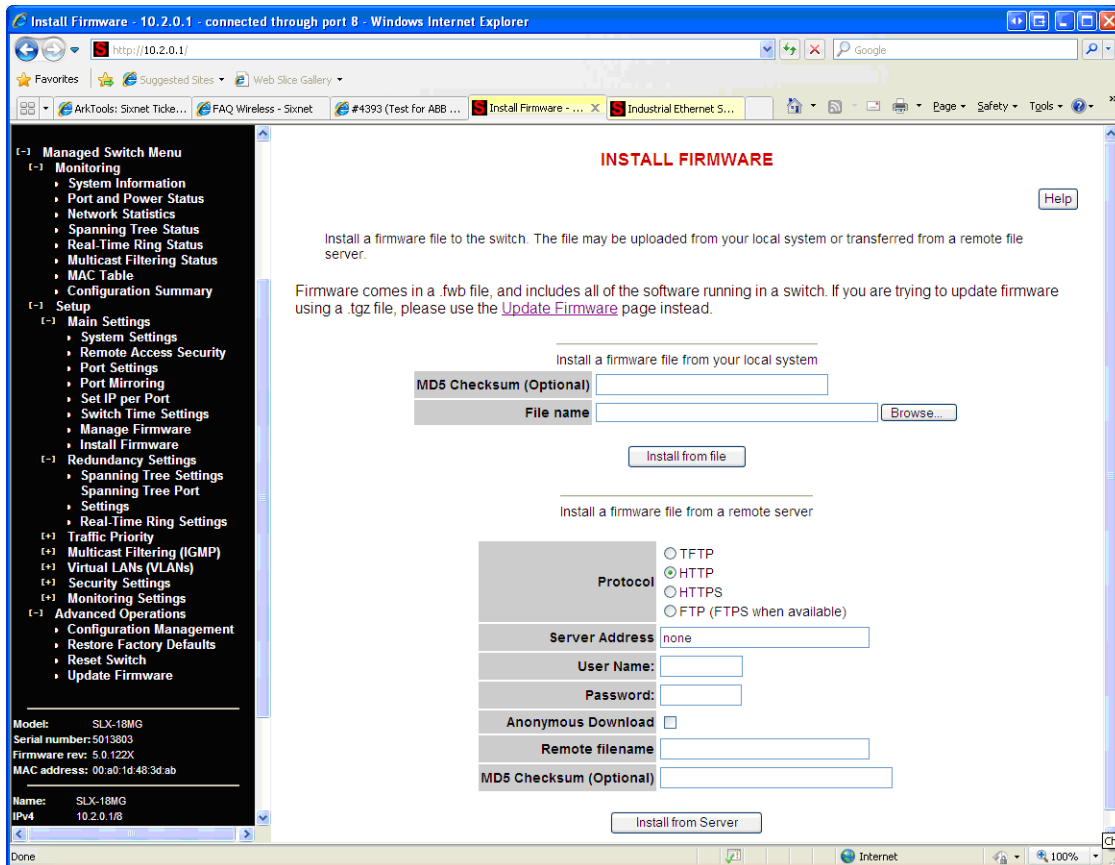 Install Firmware - 10.2.0.1 - connected through port 8 - Windows Internet Explorer
http://10.2.0.1/
Google
Favorites
Suggested Sites
Web Slice Gallery
ArkTools: Sixnet Ticke...
FAQ Wireless - Sixnet
#4393 (Test for ABB ...
Install Firmware - ...
Industrial Ethernet S...
Page
Safety
Tools
[-] Managed Switch Menu
[-] Monitoring
System Information
Port and Power Status
Network Statistics
Spanning Tree Status
Real-Time Ring Status
Multicast Filtering Status
MAC Table
Configuration Summary
[-] Setup
[-] Main Settings
System Settings
Remote Access Security
Port Settings
Port Mirroring
Set IP per Port
Switch Time Settings
Manage Firmware
Install Firmware
[-] Redundancy Settings
Spanning Tree Settings
Spanning Tree Port
Settings
Real-Time Ring Settings
[+] Traffic Priority
[+] Multicast Filtering (IGMP)
[+] Virtual LANs (VLANs)
[+] Security Settings
[+] Monitoring Settings
[-] Advanced Operations
Configuration Management
Restore Factory Defaults
Reset Switch
Update Firmware
Model: SLX-18MG
Serial number: 5013803
Firmware rev: 5.0.122X
MAC address: 00:a0:1d:48:3d:ab
Name: SLX-18MG
IPv4 10.2.0.1/8
INSTALL FIRMWARE
Help
Install a firmware file to the switch. The file may be uploaded from your local system or transferred from a remote file
server.
Firmware comes in a .fwb file, and includes all of the software running in a switch. If you are trying to update firmware
using a .tgz file, please use the Update Firmware page instead.
Install a firmware file from your local system
MD5 Checksum (Optional)
File name
Browse...
Install from file
Install a firmware file from a remote server
Protocol
TFTP
HTTP
HTTPS
FTP (FTPS when available)
Server Address none
User Name:
Password:
Anonymous Download
Remote filename
MD5 Checksum (Optional)
Install from Server
Done
Internet
100%